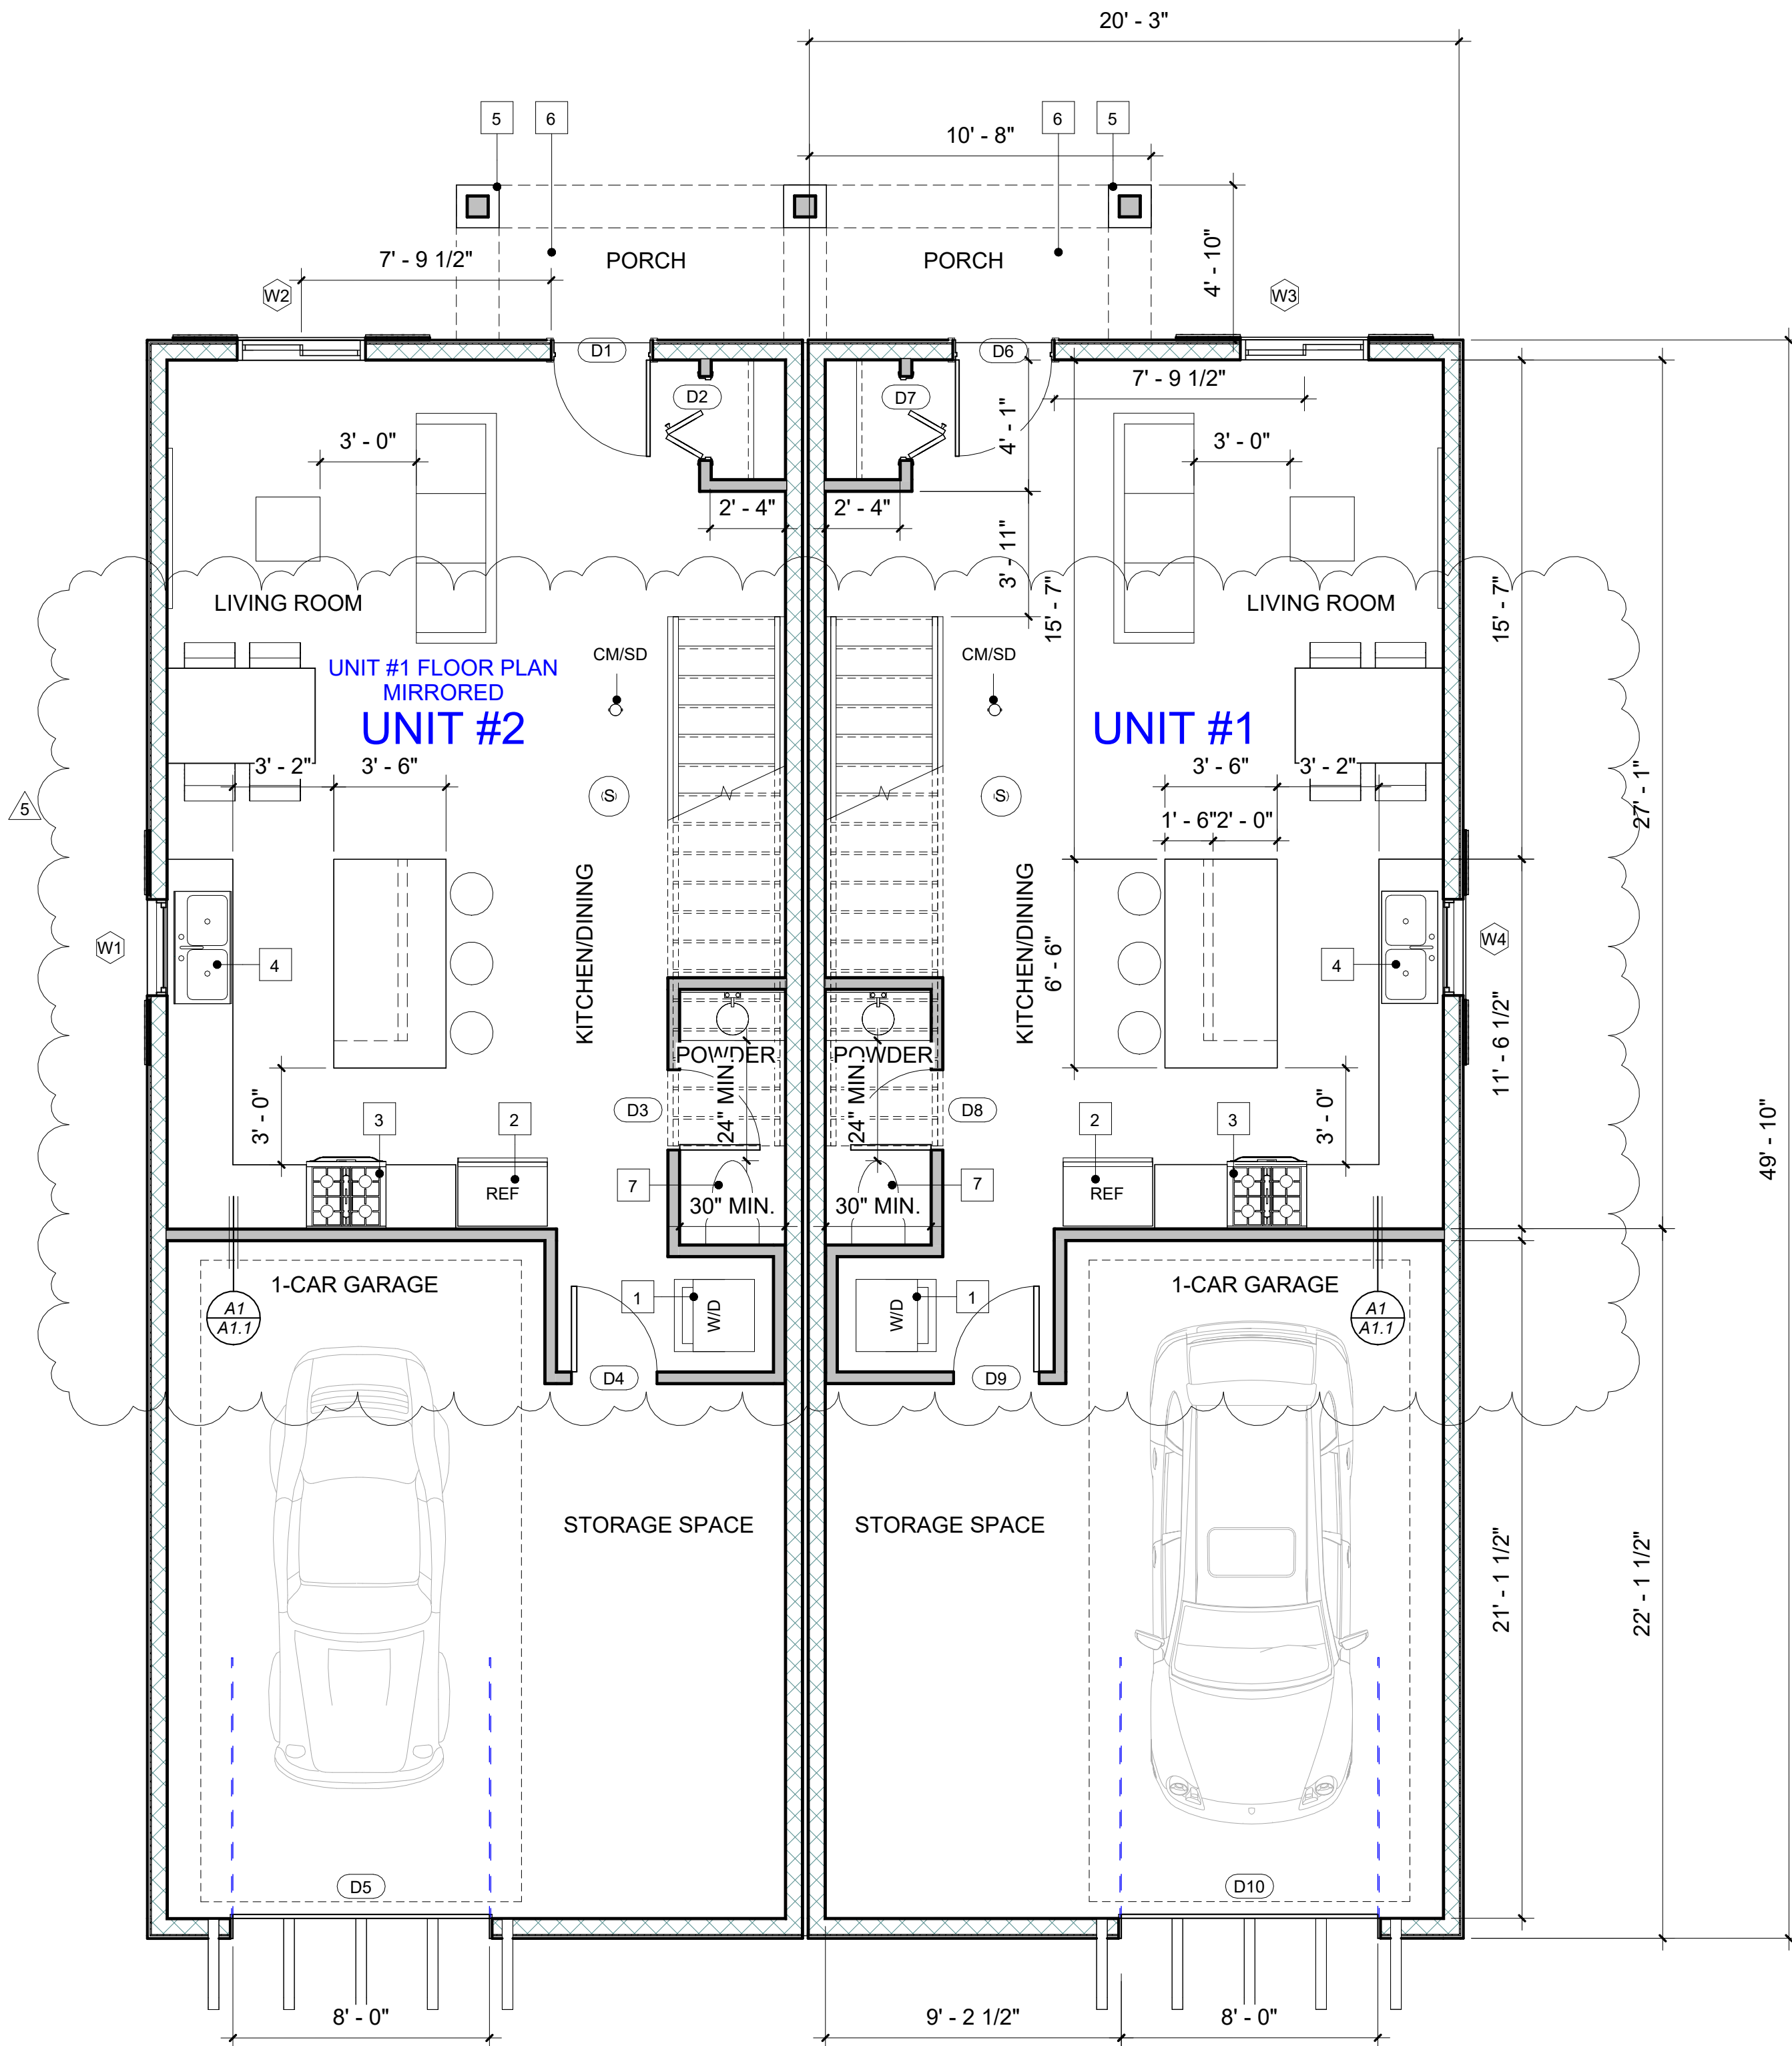 20' - 3"
5
6
10' - 8"
6
5
7' - 9 1/2"
PORCH
PORCH
4' - 10"
W2
W3
D1
D6
D2
D7
7' - 9 1/2"
4' - 1"
3' - 0"
3' - 0"
2' - 4"
2' - 4"
3' - 11"
15' - 7"
15' - 7"
LIVING ROOM
LIVING ROOM
CM/SD
CM/SD
UNIT #1 FLOOR PLAN
MIRRORED
UNIT #2
UNIT #1
3' - 2"
3' - 6"
3' - 6"
3' - 2"
27' - 1"
5
S
S
1' - 6"
2' - 0"
KITCHEN/DINING
KITCHEN/DINING
6' - 6"
W1
4
4
W4
11' - 6 1/2"
POWDER
POWDER
24" MIN.
24" MIN.
3' - 0"
3
2
D3
D8
2
3
3' - 0"
49' - 10"
REF
7
7
REF
30" MIN.
30" MIN.
1-CAR GARAGE
1-CAR GARAGE
1
W/D
W/D
1
A1
A1.1
A1
A1.1
D4
D9
STORAGE SPACE
STORAGE SPACE
21' - 1 1/2"
22' - 1 1/2"
D5
D10
8' - 0"
9' - 2 1/2"
8' - 0"